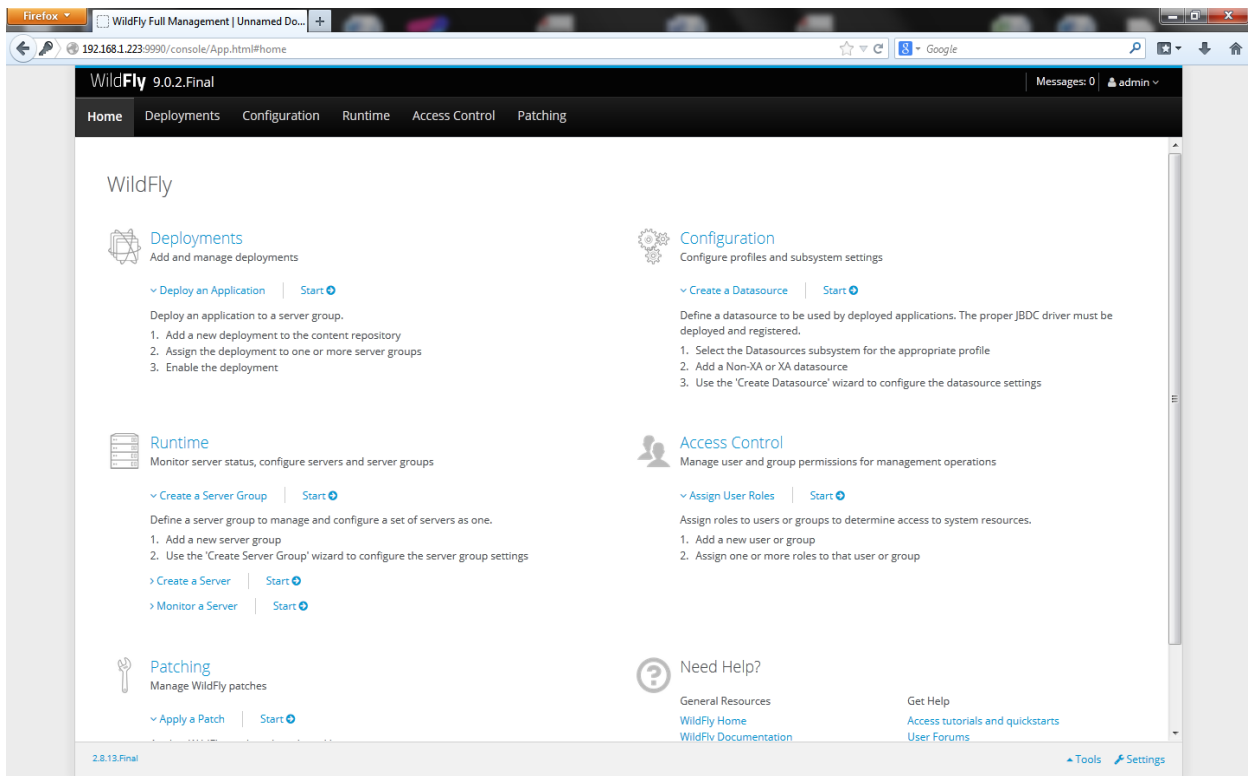 Firefox
WildFly Full Management | Unnamed Do...
192.168.1.223:9990/console/App.html#home
Google
WildFly 9.0.2.Final
Messages: 0
admin
Home Deployments Configuration Runtime Access Control Patching
WildFly
Deployments
Add and manage deployments
Deploy an Application Start
Deploy an application to a server group.
1. Add a new deployment to the content repository
2. Assign the deployment to one or more server groups
3. Enable the deployment
Configuration
Configure profiles and subsystem settings
Create a Datasource Start
Define a datasource to be used by deployed applications. The proper JBDC driver must be
deployed and registered.
1. Select the Datasources subsystem for the appropriate profile
2. Add a Non-XA or XA datasource
3. Use the 'Create Datasource' wizard to configure the datasource settings
Runtime
Monitor server status, configure servers and server groups
Create a Server Group Start
Define a server group to manage and configure a set of servers as one.
1. Add a new server group
2. Use the 'Create Server Group' wizard to configure the server group settings
Create a Server Start
Monitor a Server Start
Access Control
Manage user and group permissions for management operations
Assign User Roles Start
Assign roles to users or groups to determine access to system resources.
1. Add a new user or group
2. Assign one or more roles to that user or group
Patching
Manage WildFly patches
Apply a Patch Start
Need Help?
General Resources
WildFly Home
WildFly Documentation
Get Help
Access tutorials and quickstarts
User Forums
2.8.13.Final
Tools
Settings